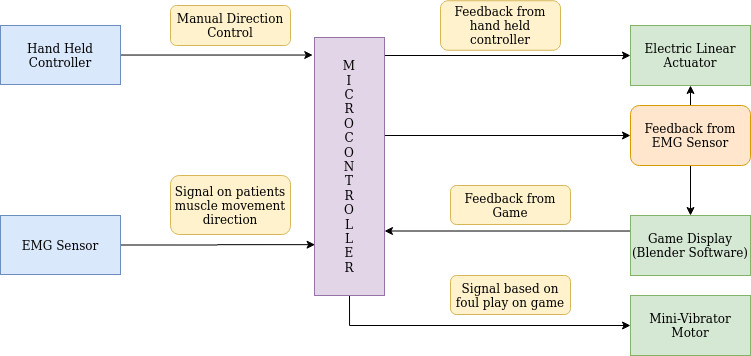 Manual Direction
Control
Feedback from
hand held
controller
Hand Held
Controller
M
I
C
R
O
C
O
N
T
R
O
L
L
E
R
Electric Linear
Actuator
Feedback from
EMG Sensor
Signal on patients
muscle movement
direction
Feedback from
Game
EMG Sensor
Game Display
(Blender Software)
Signal based on
foul play on game
Mini-Vibrator
Motor